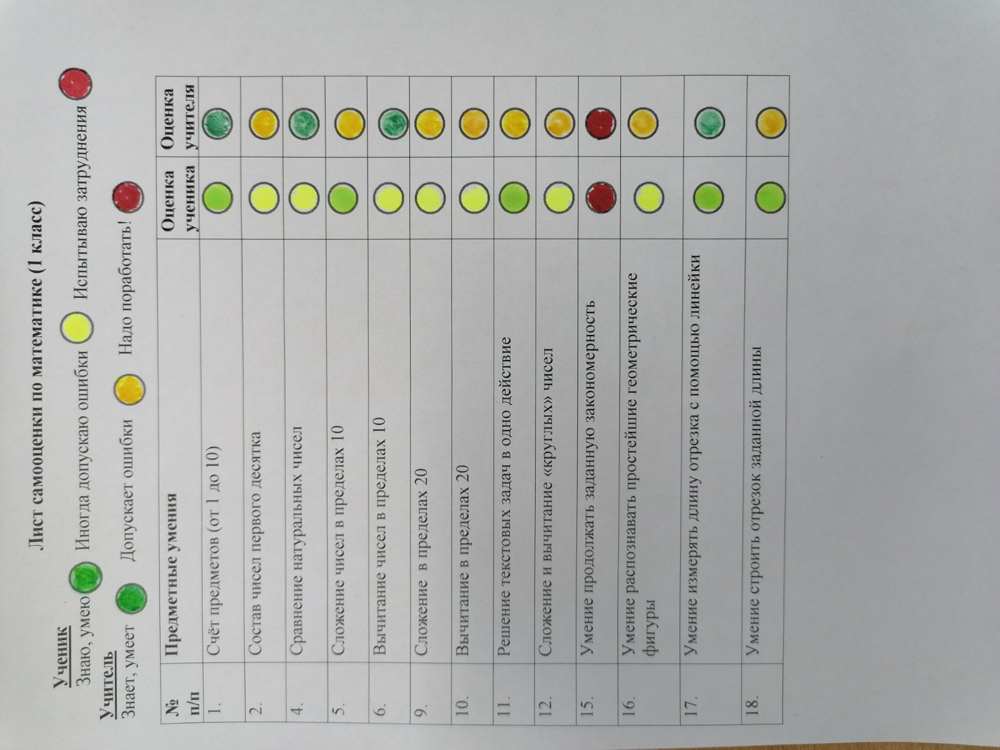 Лист самооценки по математике (1 класс)
Ученик
Знаю, умею Иногда допускаю ошибки Испытываю затруднения
Учитель
Знает, умеет Допускает ошибки Надо поработать!
№ п/п Предметные умения Оценка ученика Оценка учителя
1. Счёт предметов (от 1 до 10)
2. Состав чисел первого десятка
4. Сравнение натуральных чисел
5. Сложение чисел в пределах 10
6. Вычитание чисел в пределах 10
9. Сложение в пределах 20
10. Вычитание в пределах 20
11. Решение текстовых задач в одно действие
12. Сложение и вычитание «круглых» чисел
15. Умение продолжать заданную закономерность
16. Умение распознавать простейшие геометрические
фигуры
17. Умение измерять длину отрезка с помощью линейки
18. Умение строить отрезок заданной длины